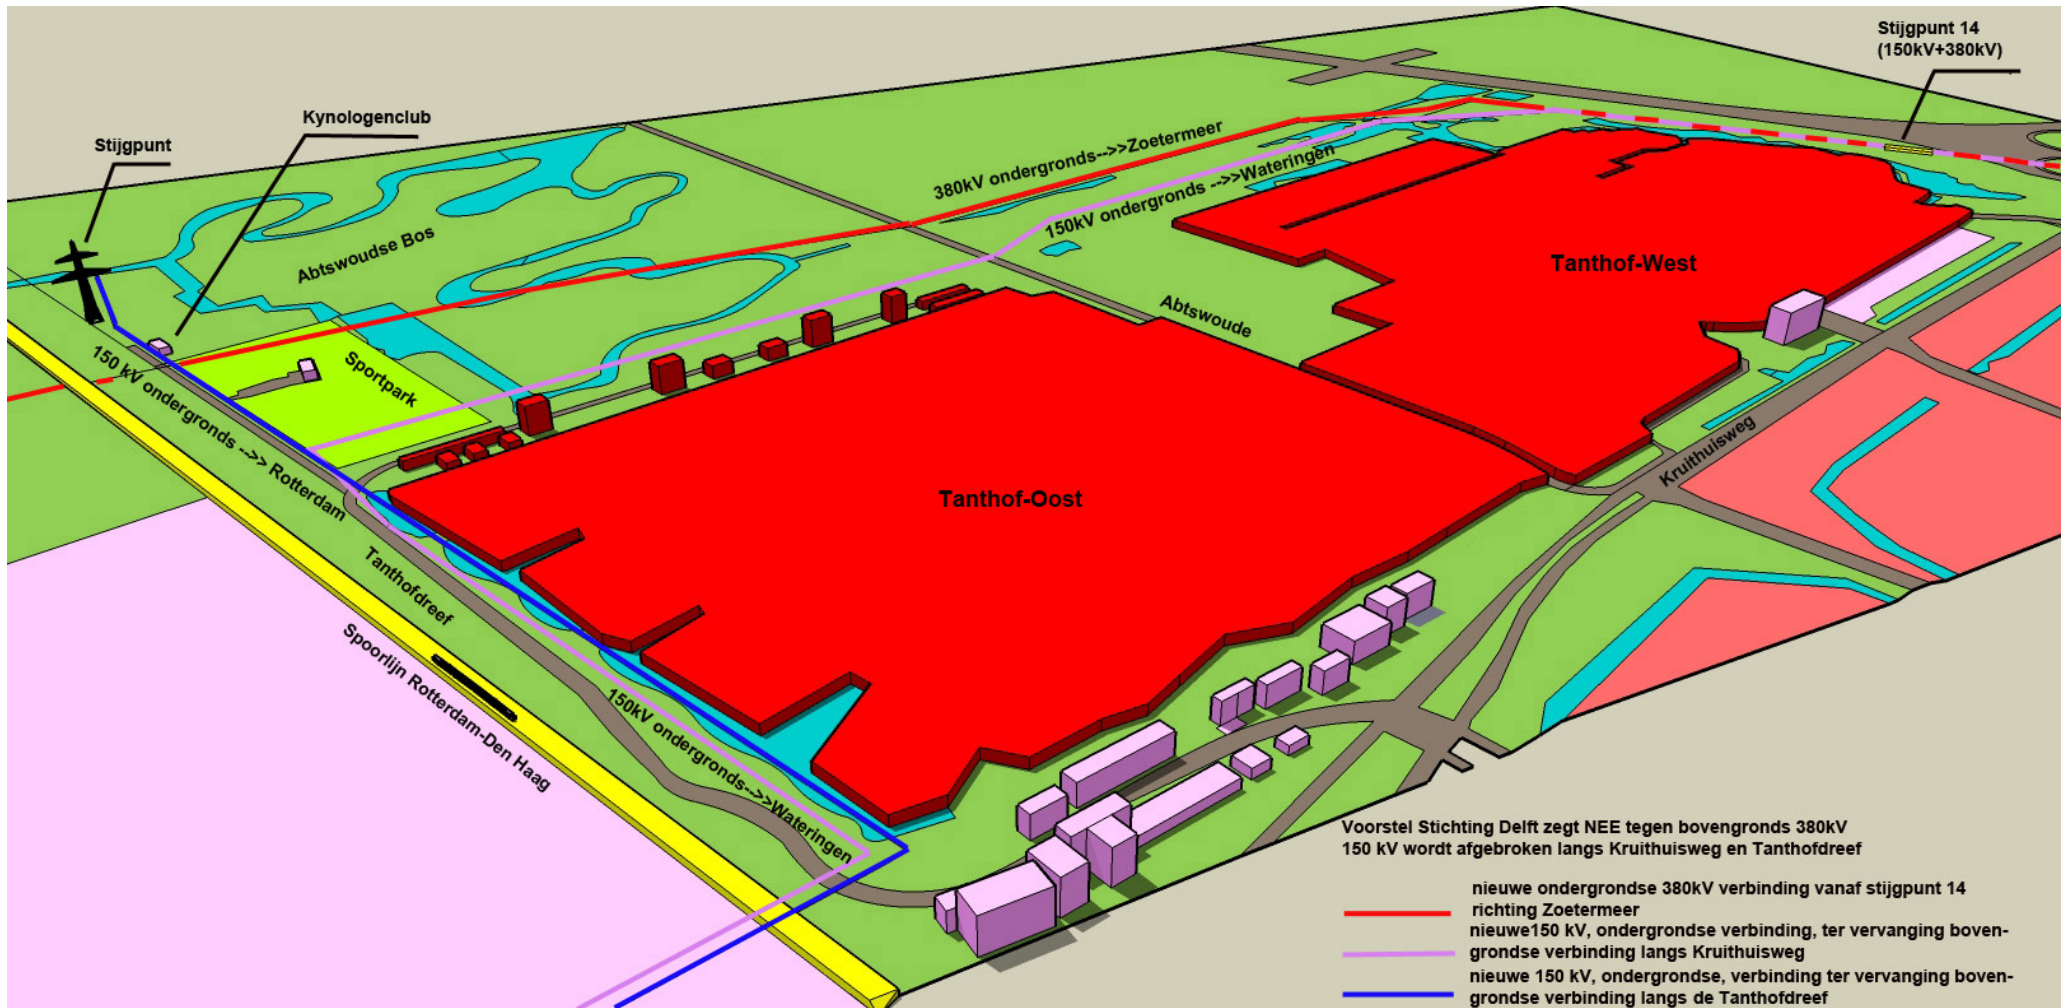 Stijgpunt 14
(150kV+380kV)
Kynologenclub
Stijgpunt
380kV ondergronds-->>Zoetermeer
150kV ondergronds -->>Wateringen
Abtswoudse Bos
Tanthof-West
Abtswoude
150 kV ondergronds -->> Rotterdam
Sportpark
Kruithuisweg
Tanthof-Oost
Tanthofdreef
Spoorlijn Rotterdam-Den Haag
150kV ondergronds-->>Wateringen
Voorstel Stichting Delft zegt NEE tegen bovengronds 380kV
150 kV wordt afgebroken langs Kruithuisweg en Tanthofdreef
nieuwe ondergrondse 380kV verbinding vanaf stijgpunt 14
richting Zoetermeer
nieuwe150 kV, ondergrondse verbinding, ter vervanging boven-
grondse verbinding langs Kruithuisweg
nieuwe 150 kV, ondergrondse, verbinding ter vervanging boven-
grondse verbinding langs de Tanthofdreef